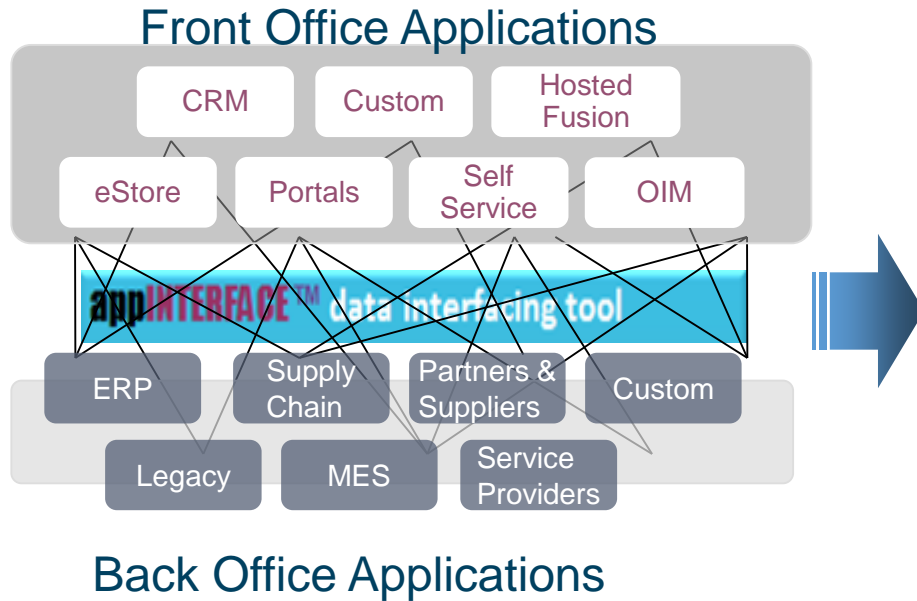 Front Office Applications
CRM
Custom
Hosted
Fusion
eStore
Portals
Self
Service
OIM
appINTERFACE™ data interfacing tool
ERP
Supply
Chain
Partners &
Suppliers
Custom
Legacy
MES
Service
Providers
Back Office Applications